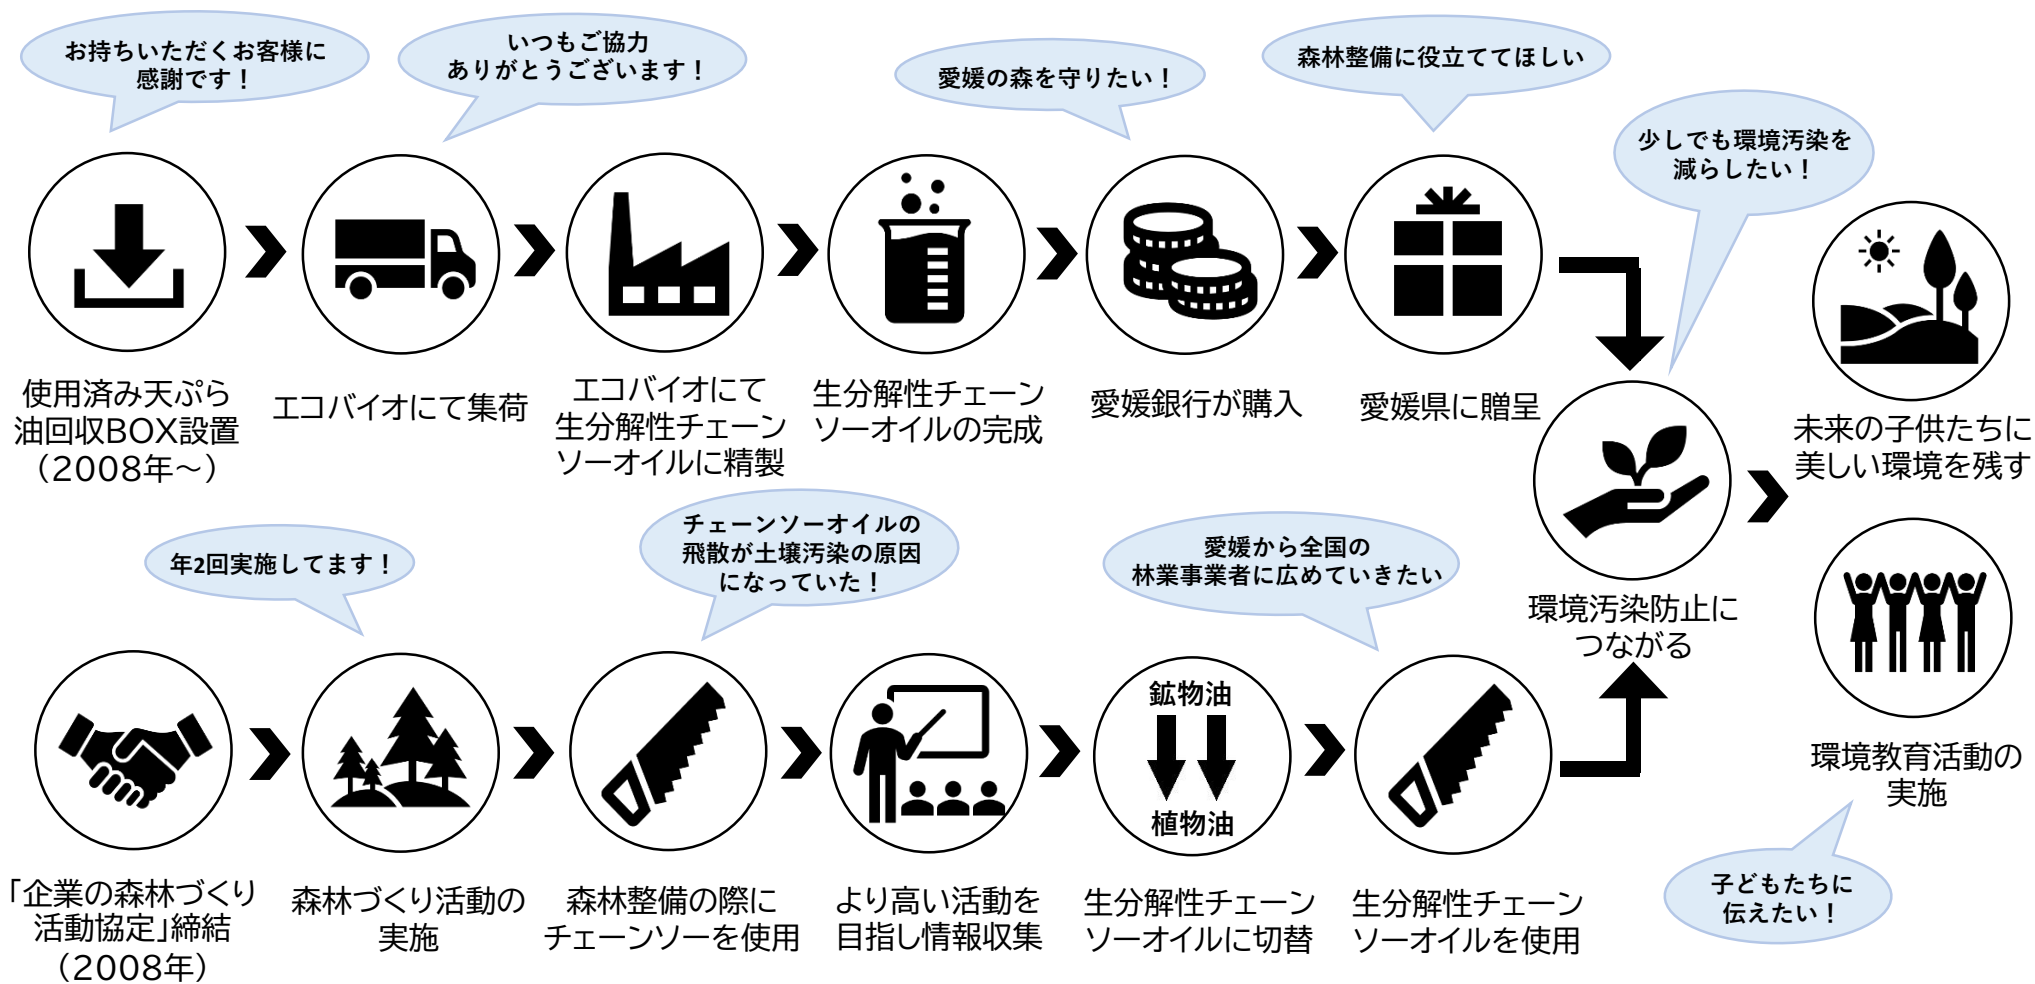 お持ちいただくお客様に
感謝です！
いつもご協力
ありがとうございます！
愛媛の森を守りたい！
森林整備に役立ててほしい
少しでも環境汚染を
減らしたい！
使用済み天ぷら
油回収BOX設置
（2008年～）
エコバイオにて集荷
エコバイオにて
生分解性チェーン
ソーオイルに精製
生分解性チェーン
ソーオイルの完成
愛媛銀行が購入
愛媛県に贈呈
未来の子供たちに
美しい環境を残す
環境汚染防止に
つながる
年2回実施してます！
チェーンソーオイルの
飛散が土壌汚染の原因
になっていた！
愛媛から全国の
林業事業者に広めていきたい
鉱物油
植物油
「企業の森林づくり
活動協定」締結
（2008年）
森林づくり活動の
実施
森林整備の際に
チェーンソーを使用
より高い活動を
目指し情報収集
生分解性チェーン
ソーオイルに切替
生分解性チェーン
ソーオイルを使用
環境教育活動の
実施
子どもたちに
伝えたい！